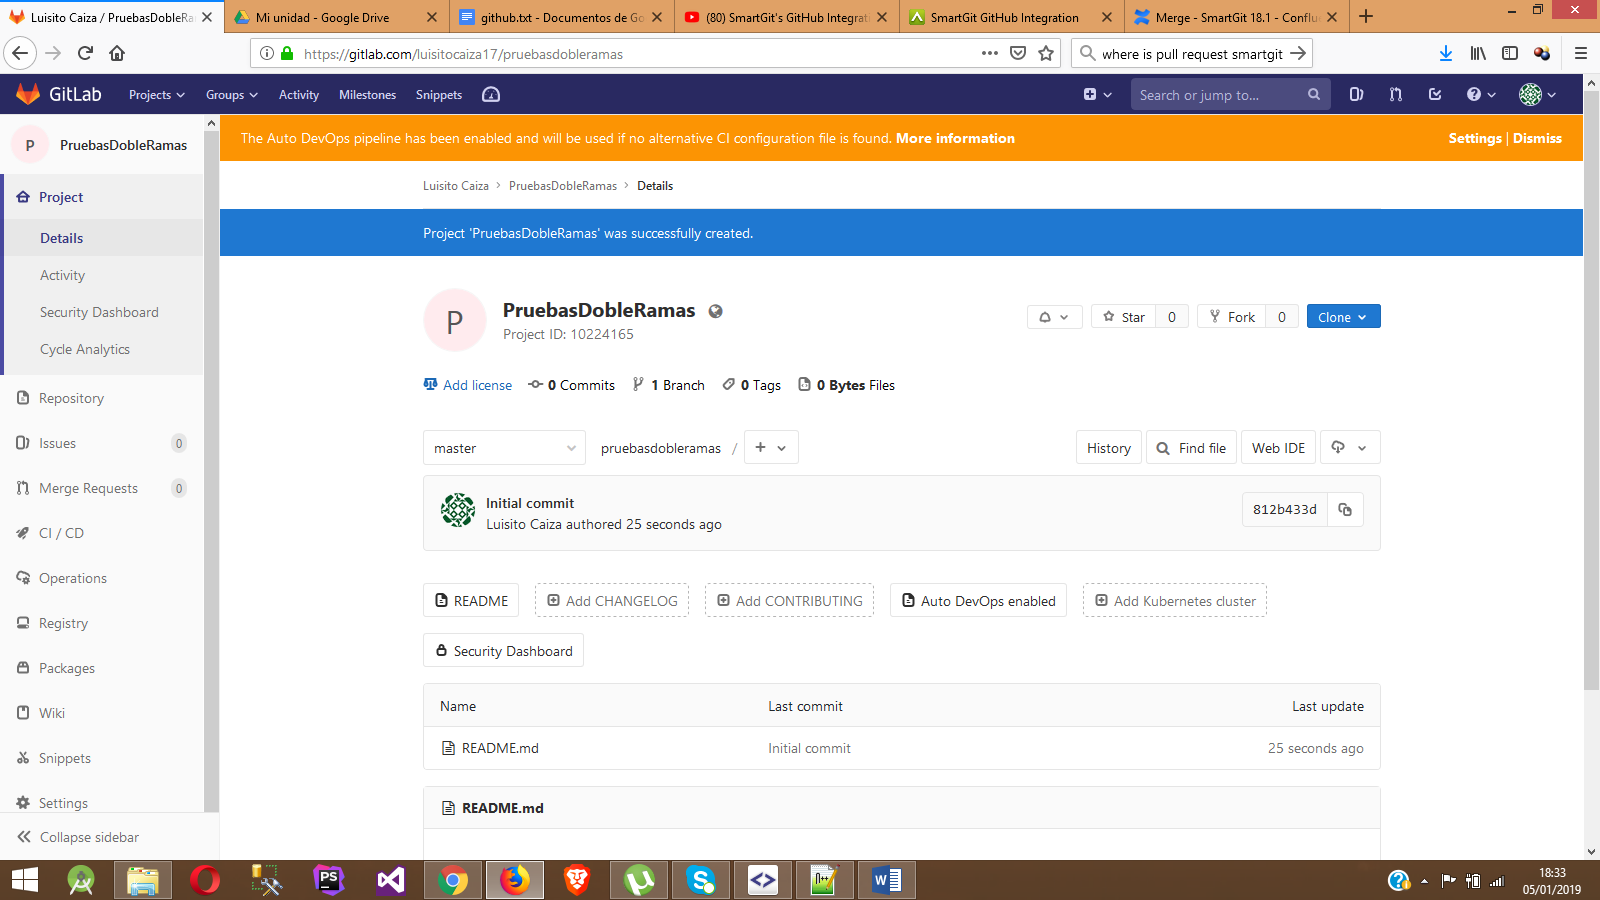 Luisito Caiza / PruebasDobleRa
Mi unidad - Google Drive
github.txt - Documentos de Go
(80) SmartGit's GitHub Integrat
SmartGit GitHub Integration
Merge - SmartGit 18.1 - Conflu
https://gitlab.com/luisitocaiza17/pruebasdobleramas
where is pull request smartgit
GitLab
Projects
Groups
Activity
Milestones
Snippets
Search or jump to...
P
PruebasDobleRamas
Project
Details
Activity
Security Dashboard
Cycle Analytics
Repository
Issues 0
Merge Requests 0
CI / CD
Operations
Registry
Packages
Wiki
Snippets
Settings
Collapse sidebar
The Auto DevOps pipeline has been enabled and will be used if no alternative CI configuration file is found. More information
Settings | Dismiss
Luisito Caiza > PruebasDobleRamas > Details
Project 'PruebasDobleRamas' was successfully created.
P
PruebasDobleRamas
Project ID: 10224165
Star 0
Fork 0
Clone
Add license
0 Commits
1 Branch
0 Tags
0 Bytes Files
master
pruebasdobleramas /
History
Find file
Web IDE
Initial commit
Luisito Caiza authored 25 seconds ago
812b433d
README
Add CHANGELOG
Add CONTRIBUTING
Auto DevOps enabled
Add Kubernetes cluster
Security Dashboard
Name Last commit Last update
README.md Initial commit 25 seconds ago
README.md
PS
18:33
05/01/2019